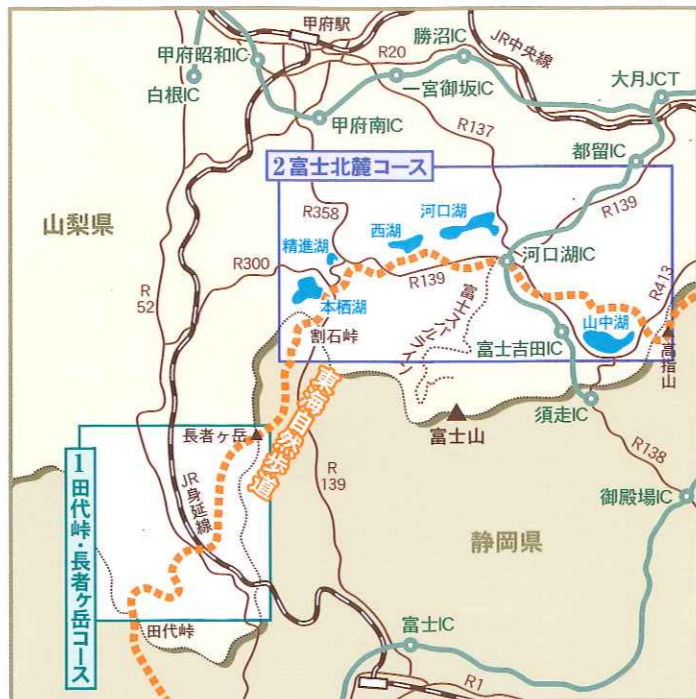 甲府駅
甲府昭和IC
R20
勝沼IC
JR中央線
白根IC
一宮御坂IC
大月JCT
甲府南IC
R137
都留IC
2 富士北麓コース
R139
山梨県
R358
河口湖
西湖
精進湖
河口湖IC
R300
R139
R413
R
52
本栖湖
富士スバルライン
山中湖
割石峠
富士吉田IC
高指山
東海自然歩道
長者ヶ岳
富士山
須走IC
1 田代峠・長者ヶ岳コース
JR身延線
R
139
R138
御殿場IC
静岡県
田代峠
富士IC
R1